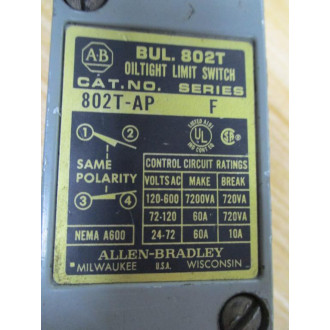 A-B
BUL. 802T
OILTIGHT LIMIT SWITCH
CAT. NO. SERIES
802T-AP F
1 2
SAME
POLARITY
3 4
UL
SA
CONTROL CIRCUIT RATINGS
VOLTS AC MAKE BREAK
120-600 7200VA 720VA
72-120 60A 720VA
24-72 60A 10A
NEMA A600
ALLEN-BRADLEY
MILWAUKEE U.S.A. WISCONSIN